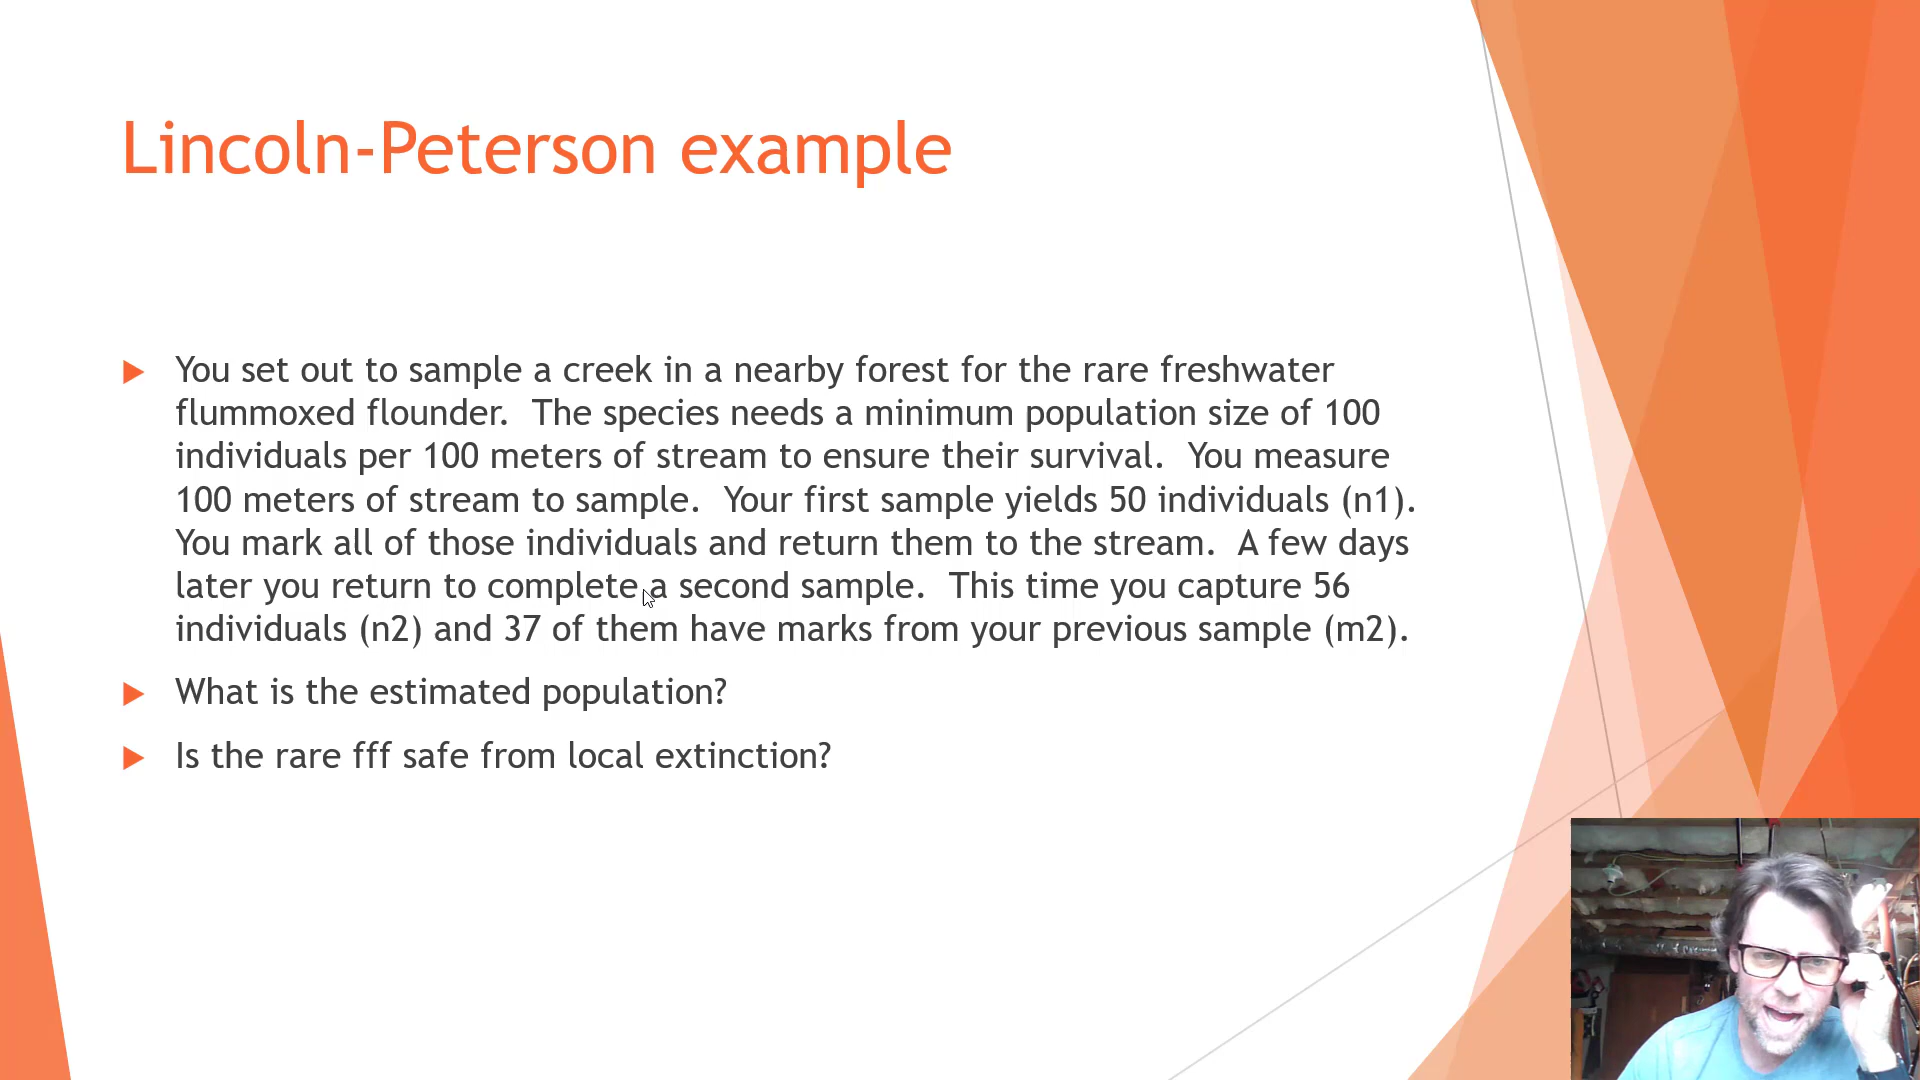 Lincoln-Peterson example
You set out to sample a creek in a nearby forest for the rare freshwater
flummoxed flounder.  The species needs a minimum population size of 100
individuals per 100 meters of stream to ensure their survival.  You measure
100 meters of stream to sample.  Your first sample yields 50 individuals (n1).
You mark all of those individuals and return them to the stream.  A few days
later you return to complete a second sample.  This time you capture 56
individuals (n2) and 37 of them have marks from your previous sample (m2).
What is the estimated population?
Is the rare fff safe from local extinction?